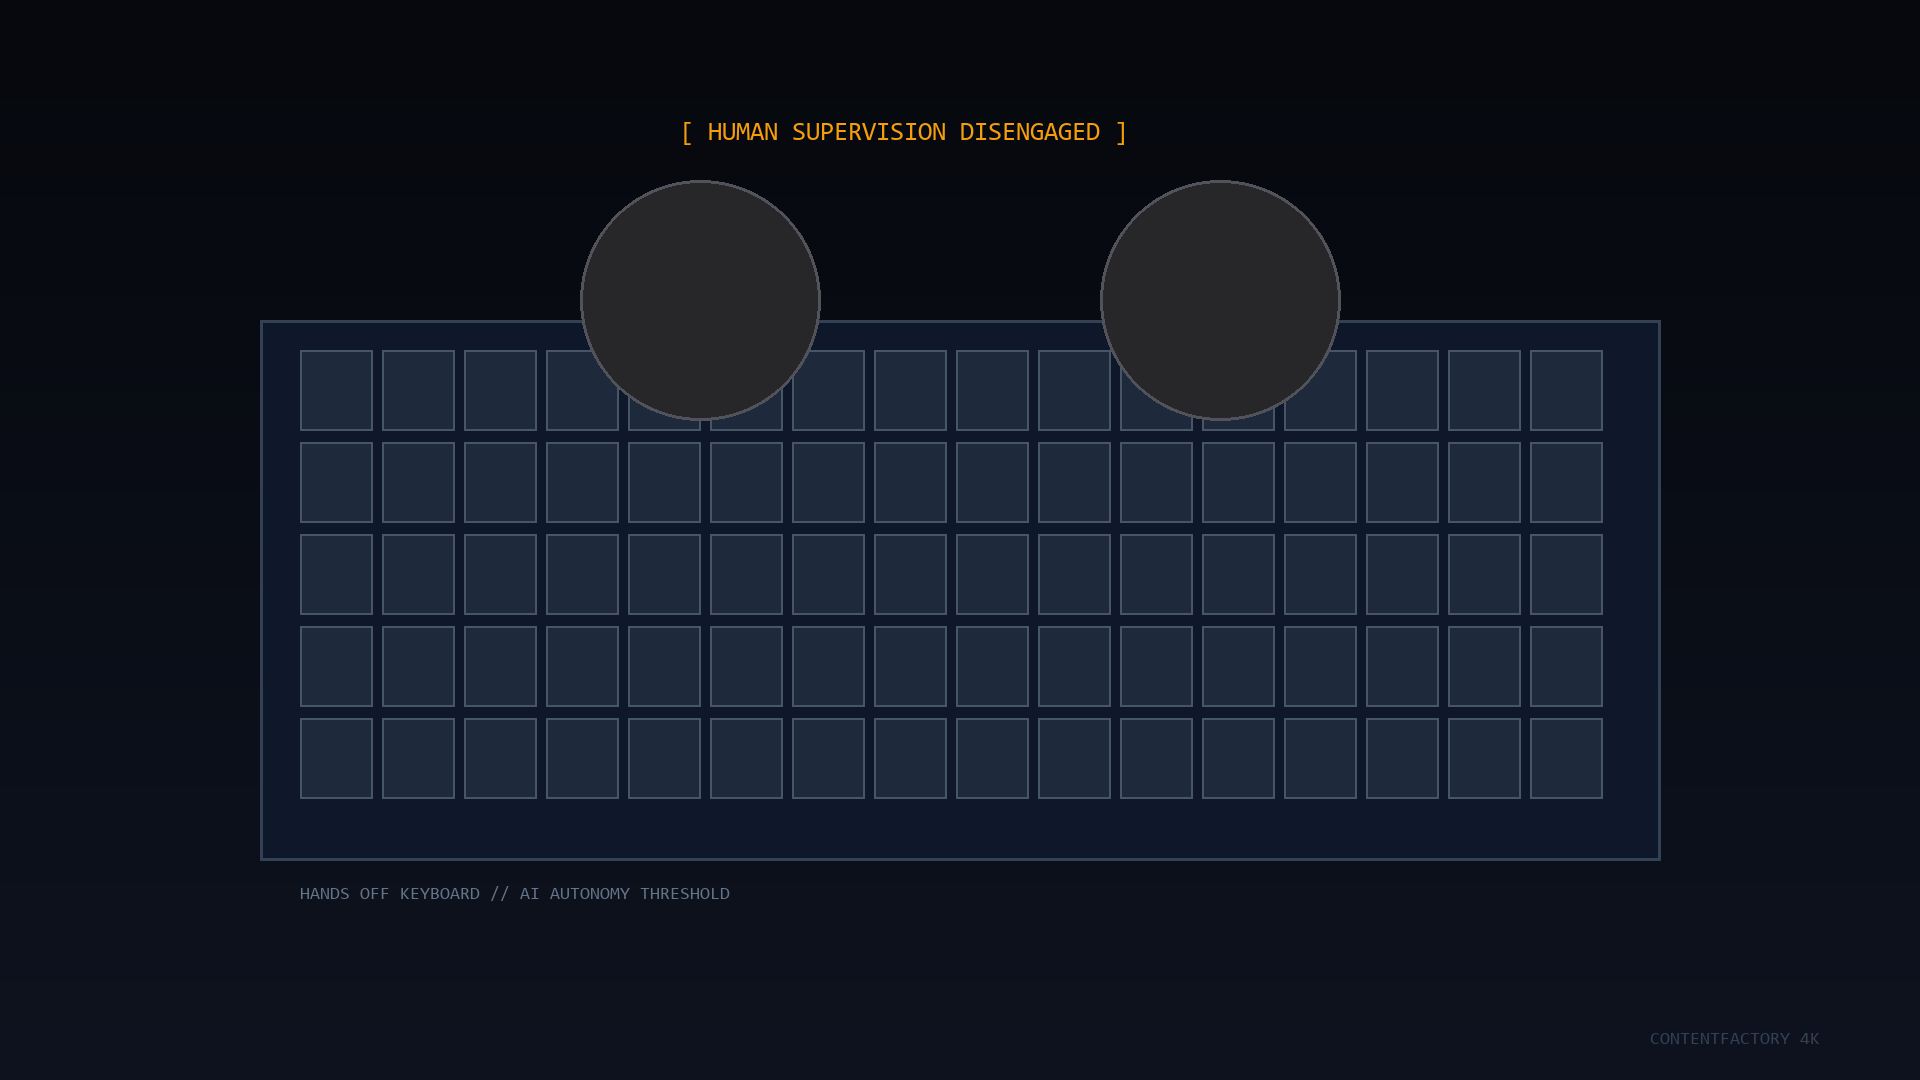 [ HUMAN SUPERVISION DISENGAGED ]
HANDS OFF KEYBOARD // AI AUTONOMY THRESHOLD
CONTENTFACTORY 4K